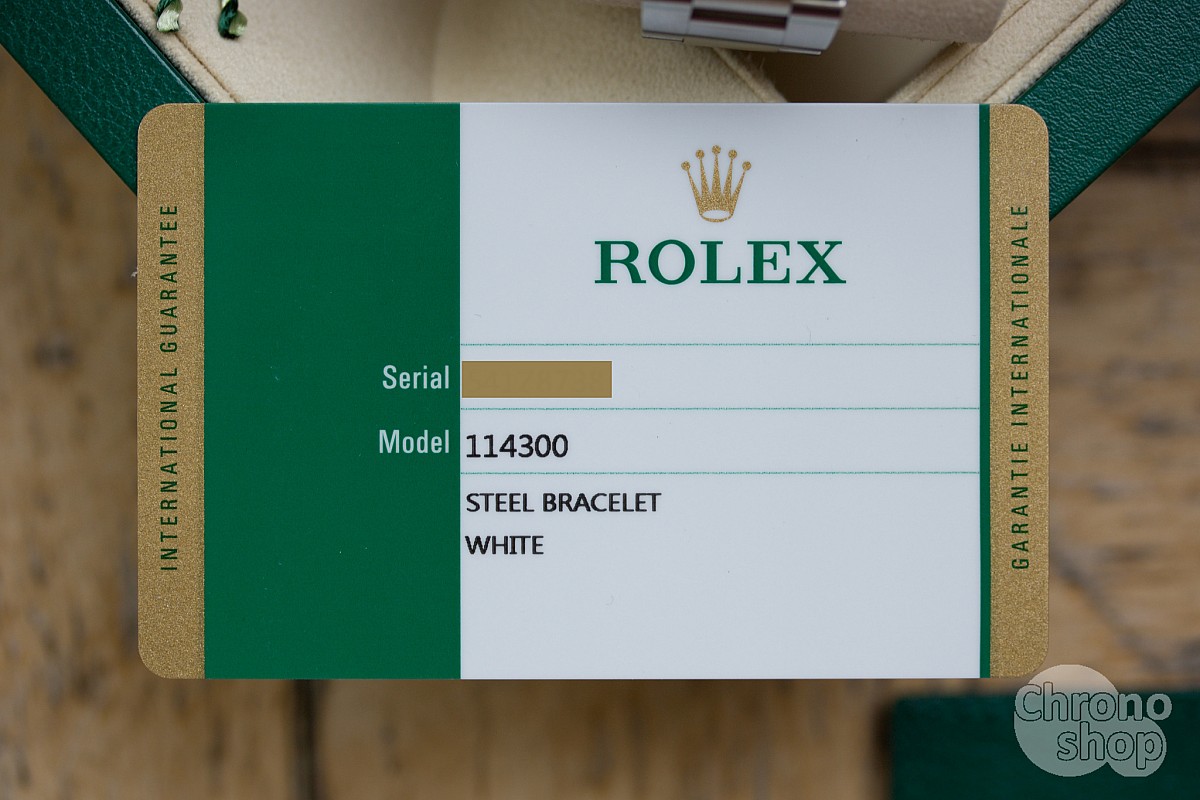 INTERNATIONAL GUARANTEE
ROLEX
Serial
Model 114300
STEEL BRACELET
WHITE
GARANTIE INTERNATIONALE
Chrono
shop